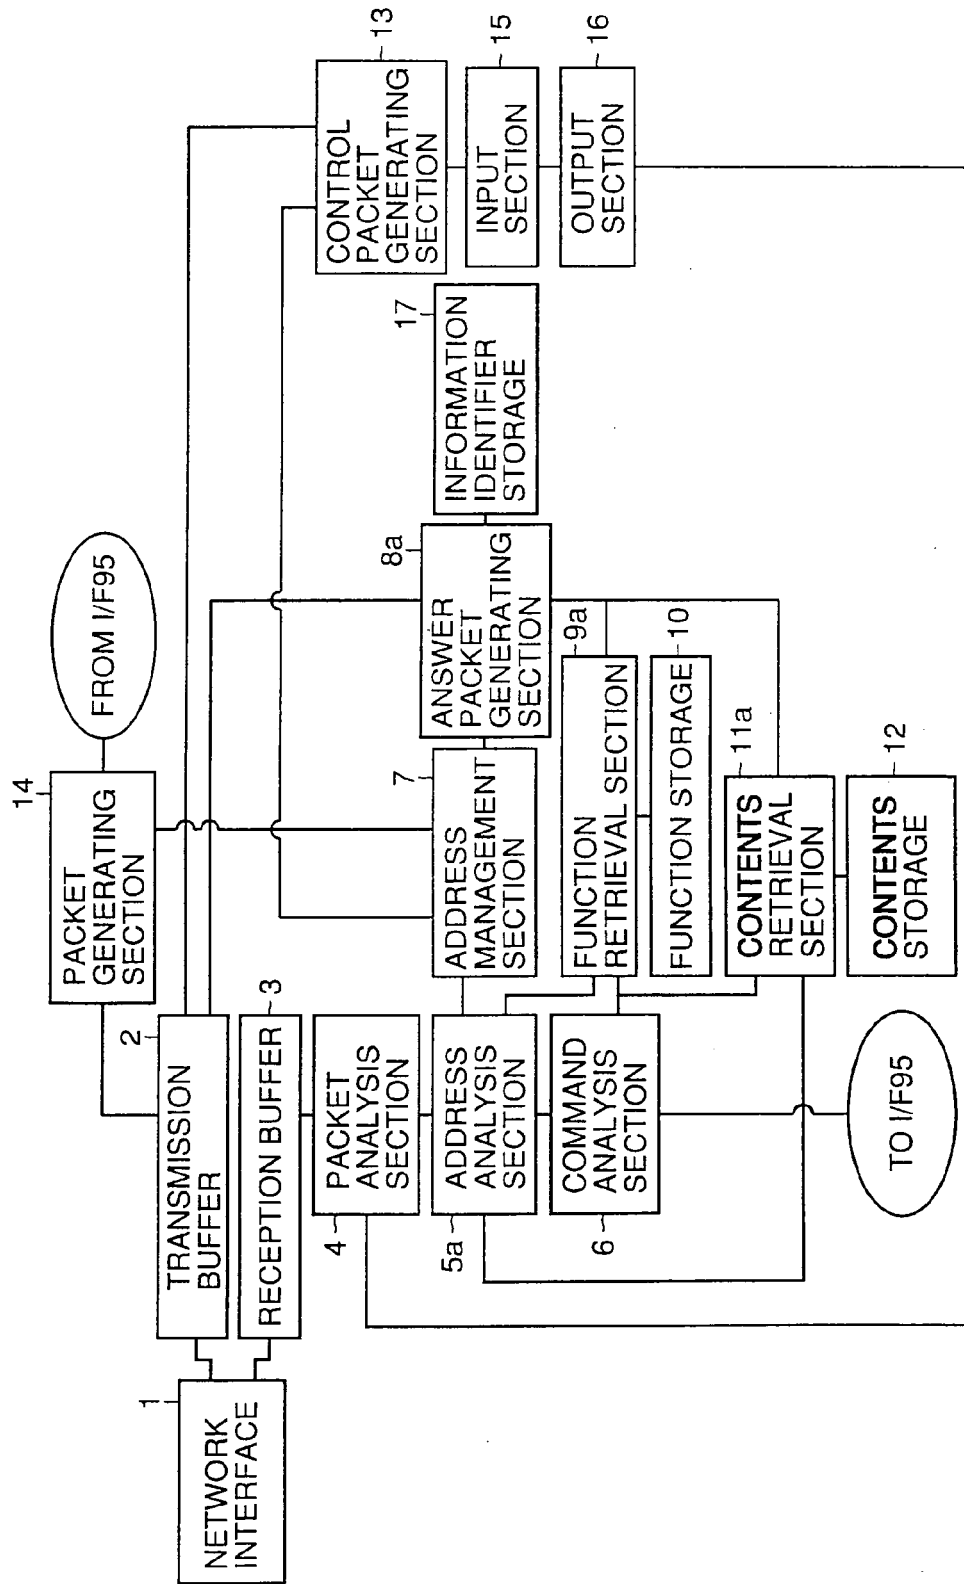 FROM I/F95
14
PACKET
GENERATING
SECTION
1
NETWORK
INTERFACE
2
TRANSMISSION
BUFFER
RECEPTION BUFFER
3
4
PACKET
ANALYSIS
SECTION
5a
ADDRESS
ANALYSIS
SECTION
6
COMMAND
ANALYSIS
SECTION
TO I/F95
7
ADDRESS
MANAGEMENT
SECTION
8a
ANSWER
PACKET
GENERATING
SECTION
17
INFORMATION
IDENTIFIER
STORAGE
9a
FUNCTION
RETRIEVAL SECTION
10
FUNCTION STORAGE
11a
CONTENTS
RETRIEVAL
SECTION
12
CONTENTS
STORAGE
13
CONTROL
PACKET
GENERATING
SECTION
15
INPUT
SECTION
16
OUTPUT
SECTION